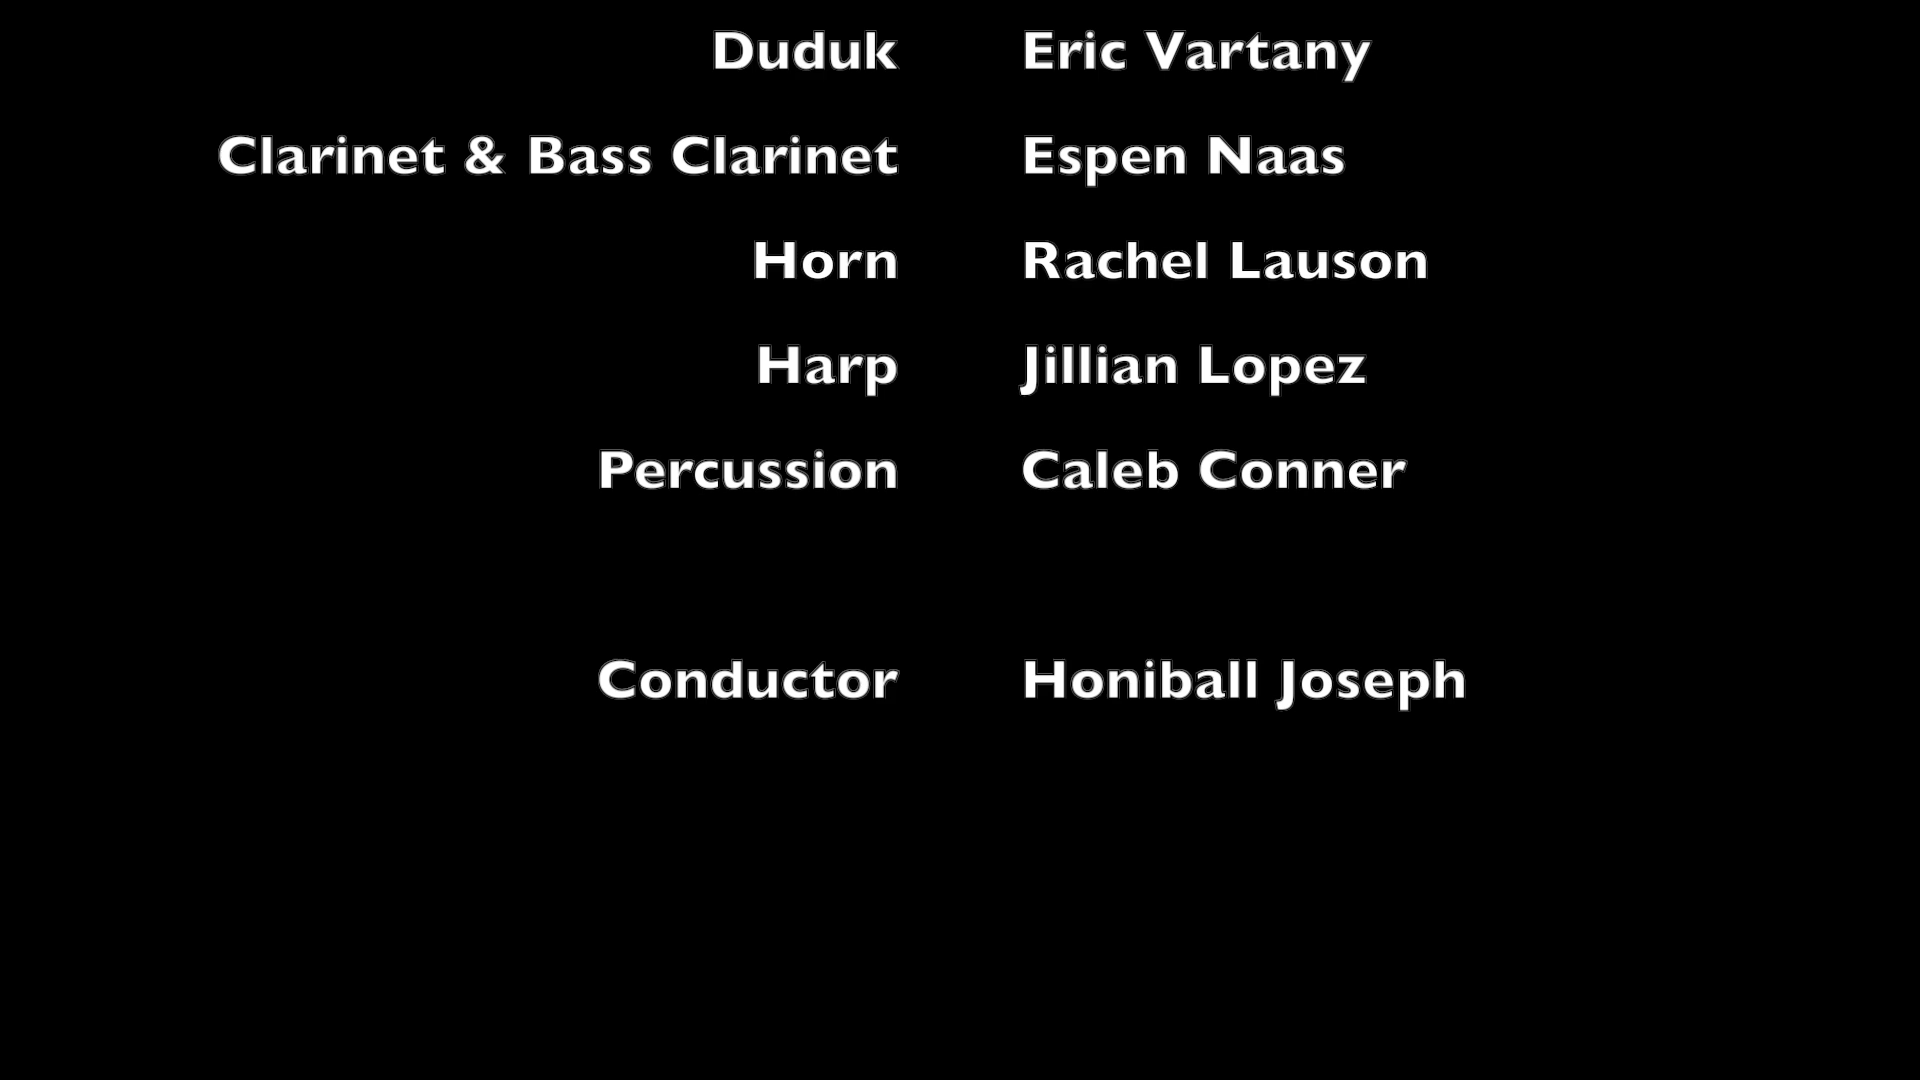 Duduk Eric Vartany
Clarinet & Bass Clarinet Espen Naas
Horn Rachel Lauson
Harp Jillian Lopez
Percussion Caleb Conner
Conductor Honiball Joseph